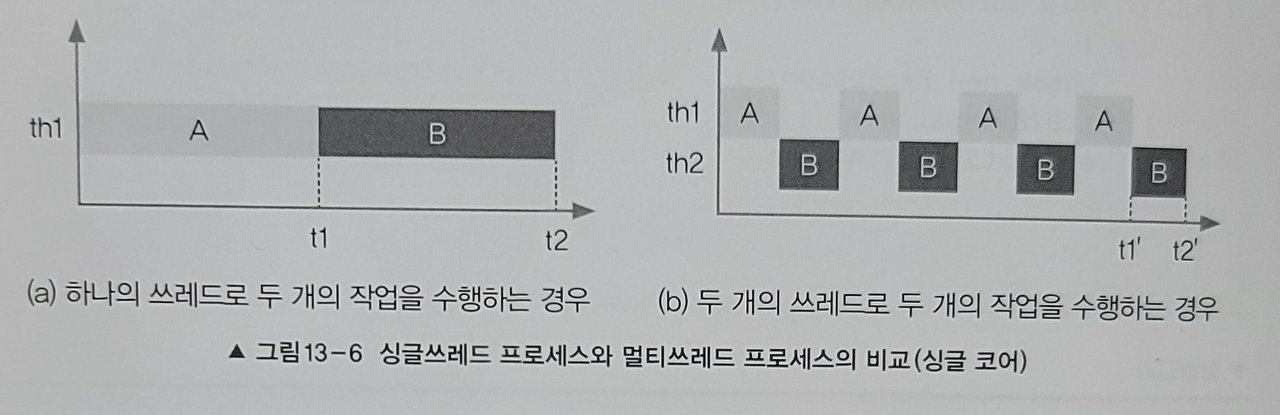 th1
A
B
t1
t2
(a) 하나의 쓰레드로 두 개의 작업을 수행하는 경우
th1
A
A
A
A
th2
B
B
B
B
t1'
t2'
(b) 두 개의 쓰레드로 두 개의 작업을 수행하는 경우
▲ 그림13-6 싱글쓰레드 프로세스와 멀티쓰레드 프로세스의 비교(싱글 코어)